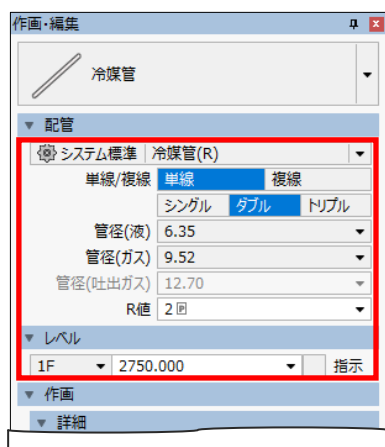 作画・編集
冷媒管
配管
システム標準 冷媒管(R)
単線/複線 単線 複線
シングル ダブル トリプル
管径(液) 6.35
管径(ガス) 9.52
管径(吐出ガス) 12.70
R値 2 P
レベル
1F 2750.000 指示
作画
詳細